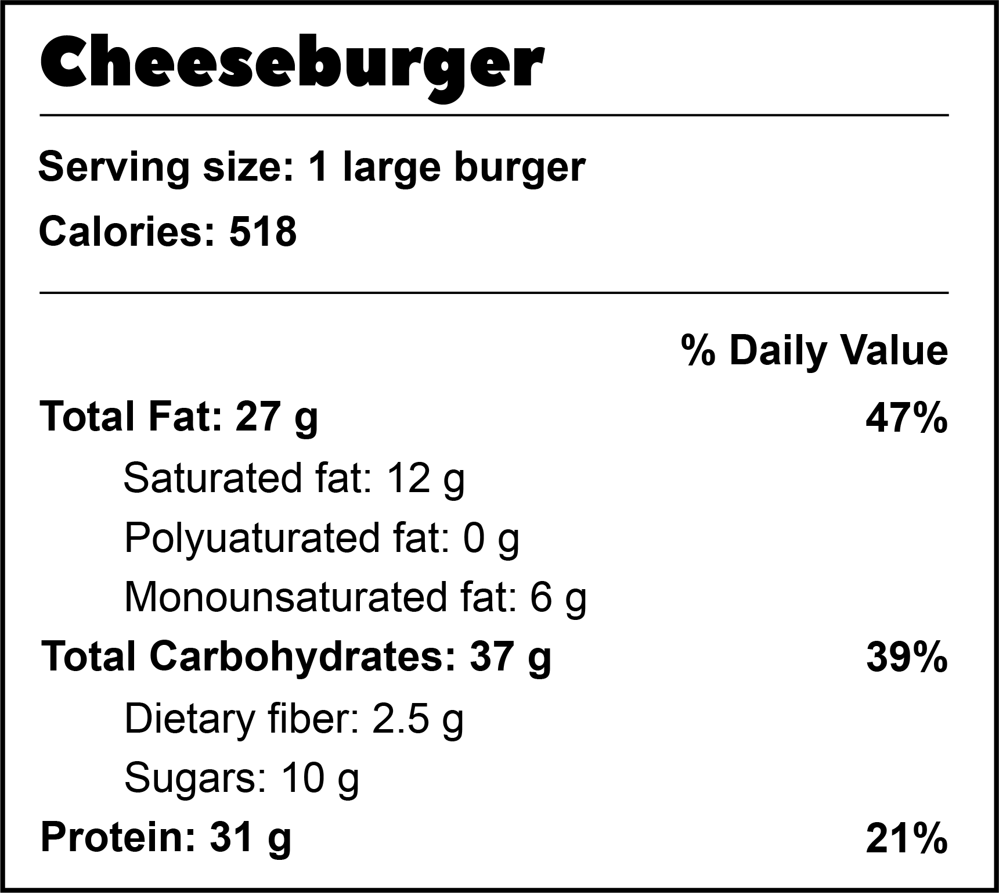 Cheeseburger
Serving size: 1 large burger
Calories: 518
% Daily Value
Total Fat: 27 g 47%
Saturated fat: 12 g
Polyuaturated fat: 0 g
Monounsaturated fat: 6 g
Total Carbohydrates: 37 g 39%
Dietary fiber: 2.5 g
Sugars: 10 g
Protein: 31 g 21%